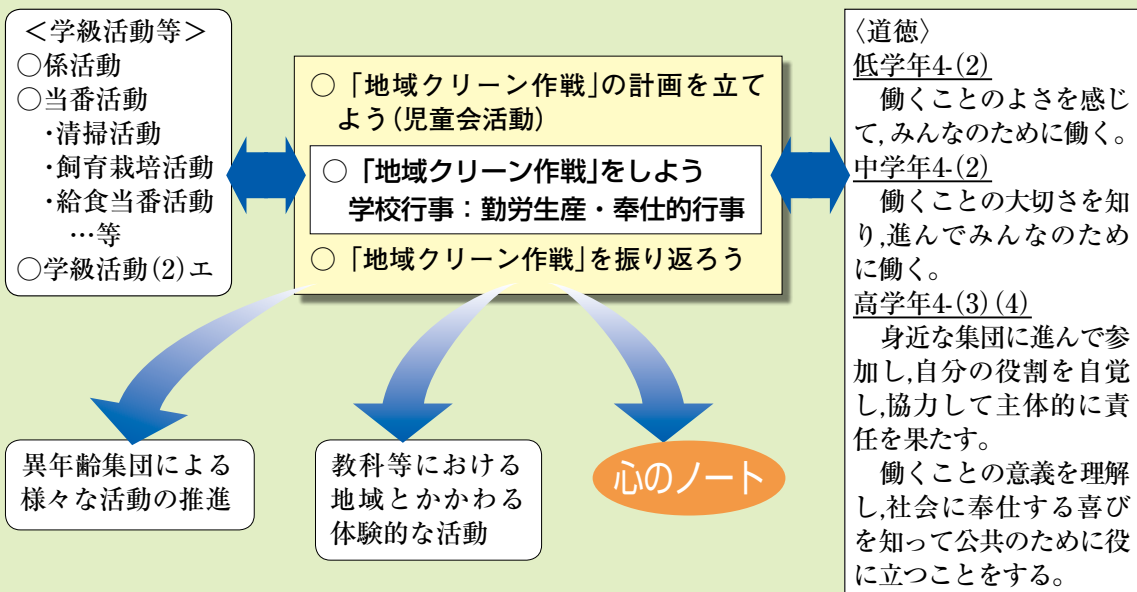 ＜学級活動等＞
○係活動
○当番活動
・清掃活動
・飼育栽培活動
・給食当番活動
…等
○学級活動(2)エ
○「地域クリーン作戦」の計画を立て
よう(児童会活動)
○「地域クリーン作戦」をしよう
学校行事：勤労生産・奉仕的行事
○「地域クリーン作戦」を振り返ろう
〈道徳〉
低学年4-(2)
働くことのよさを感じ
て,みんなのために働く。
中学年4-(2)
働くことの大切さを知
り,進んでみんなのため
に働く。
高学年4-(3)(4)
身近な集団に進んで参
加し,自分の役割を自覚
し,協力して主体的に責
任を果たす。
働くことの意義を理解
し,社会に奉仕する喜び
を知って公共のために役
に立つことをする。
異年齢集団による
様々な活動の推進
教科等における
地域とかかわる
体験的な活動
心のノート